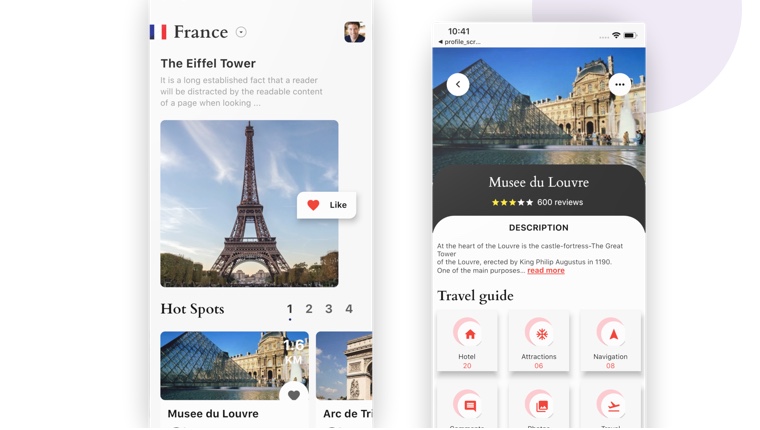 France
The Eiffel Tower
It is a long established fact that a reader
will be distracted by the readable content
of a page when looking ...
Like
Hot Spots
1 2 3 4
1.6
KM
Musee du Louvre
Arc de Tri
10:41
profile_scr...
Musee du Louvre
600 reviews
DESCRIPTION
At the heart of the Louvre is the castle-fortress-The Great
Tower
of the Louvre, erected by King Philip Augustus in 1190.
One of the main purposes... read more
Travel guide
Hotel
20
Attractions
06
Navigation
08